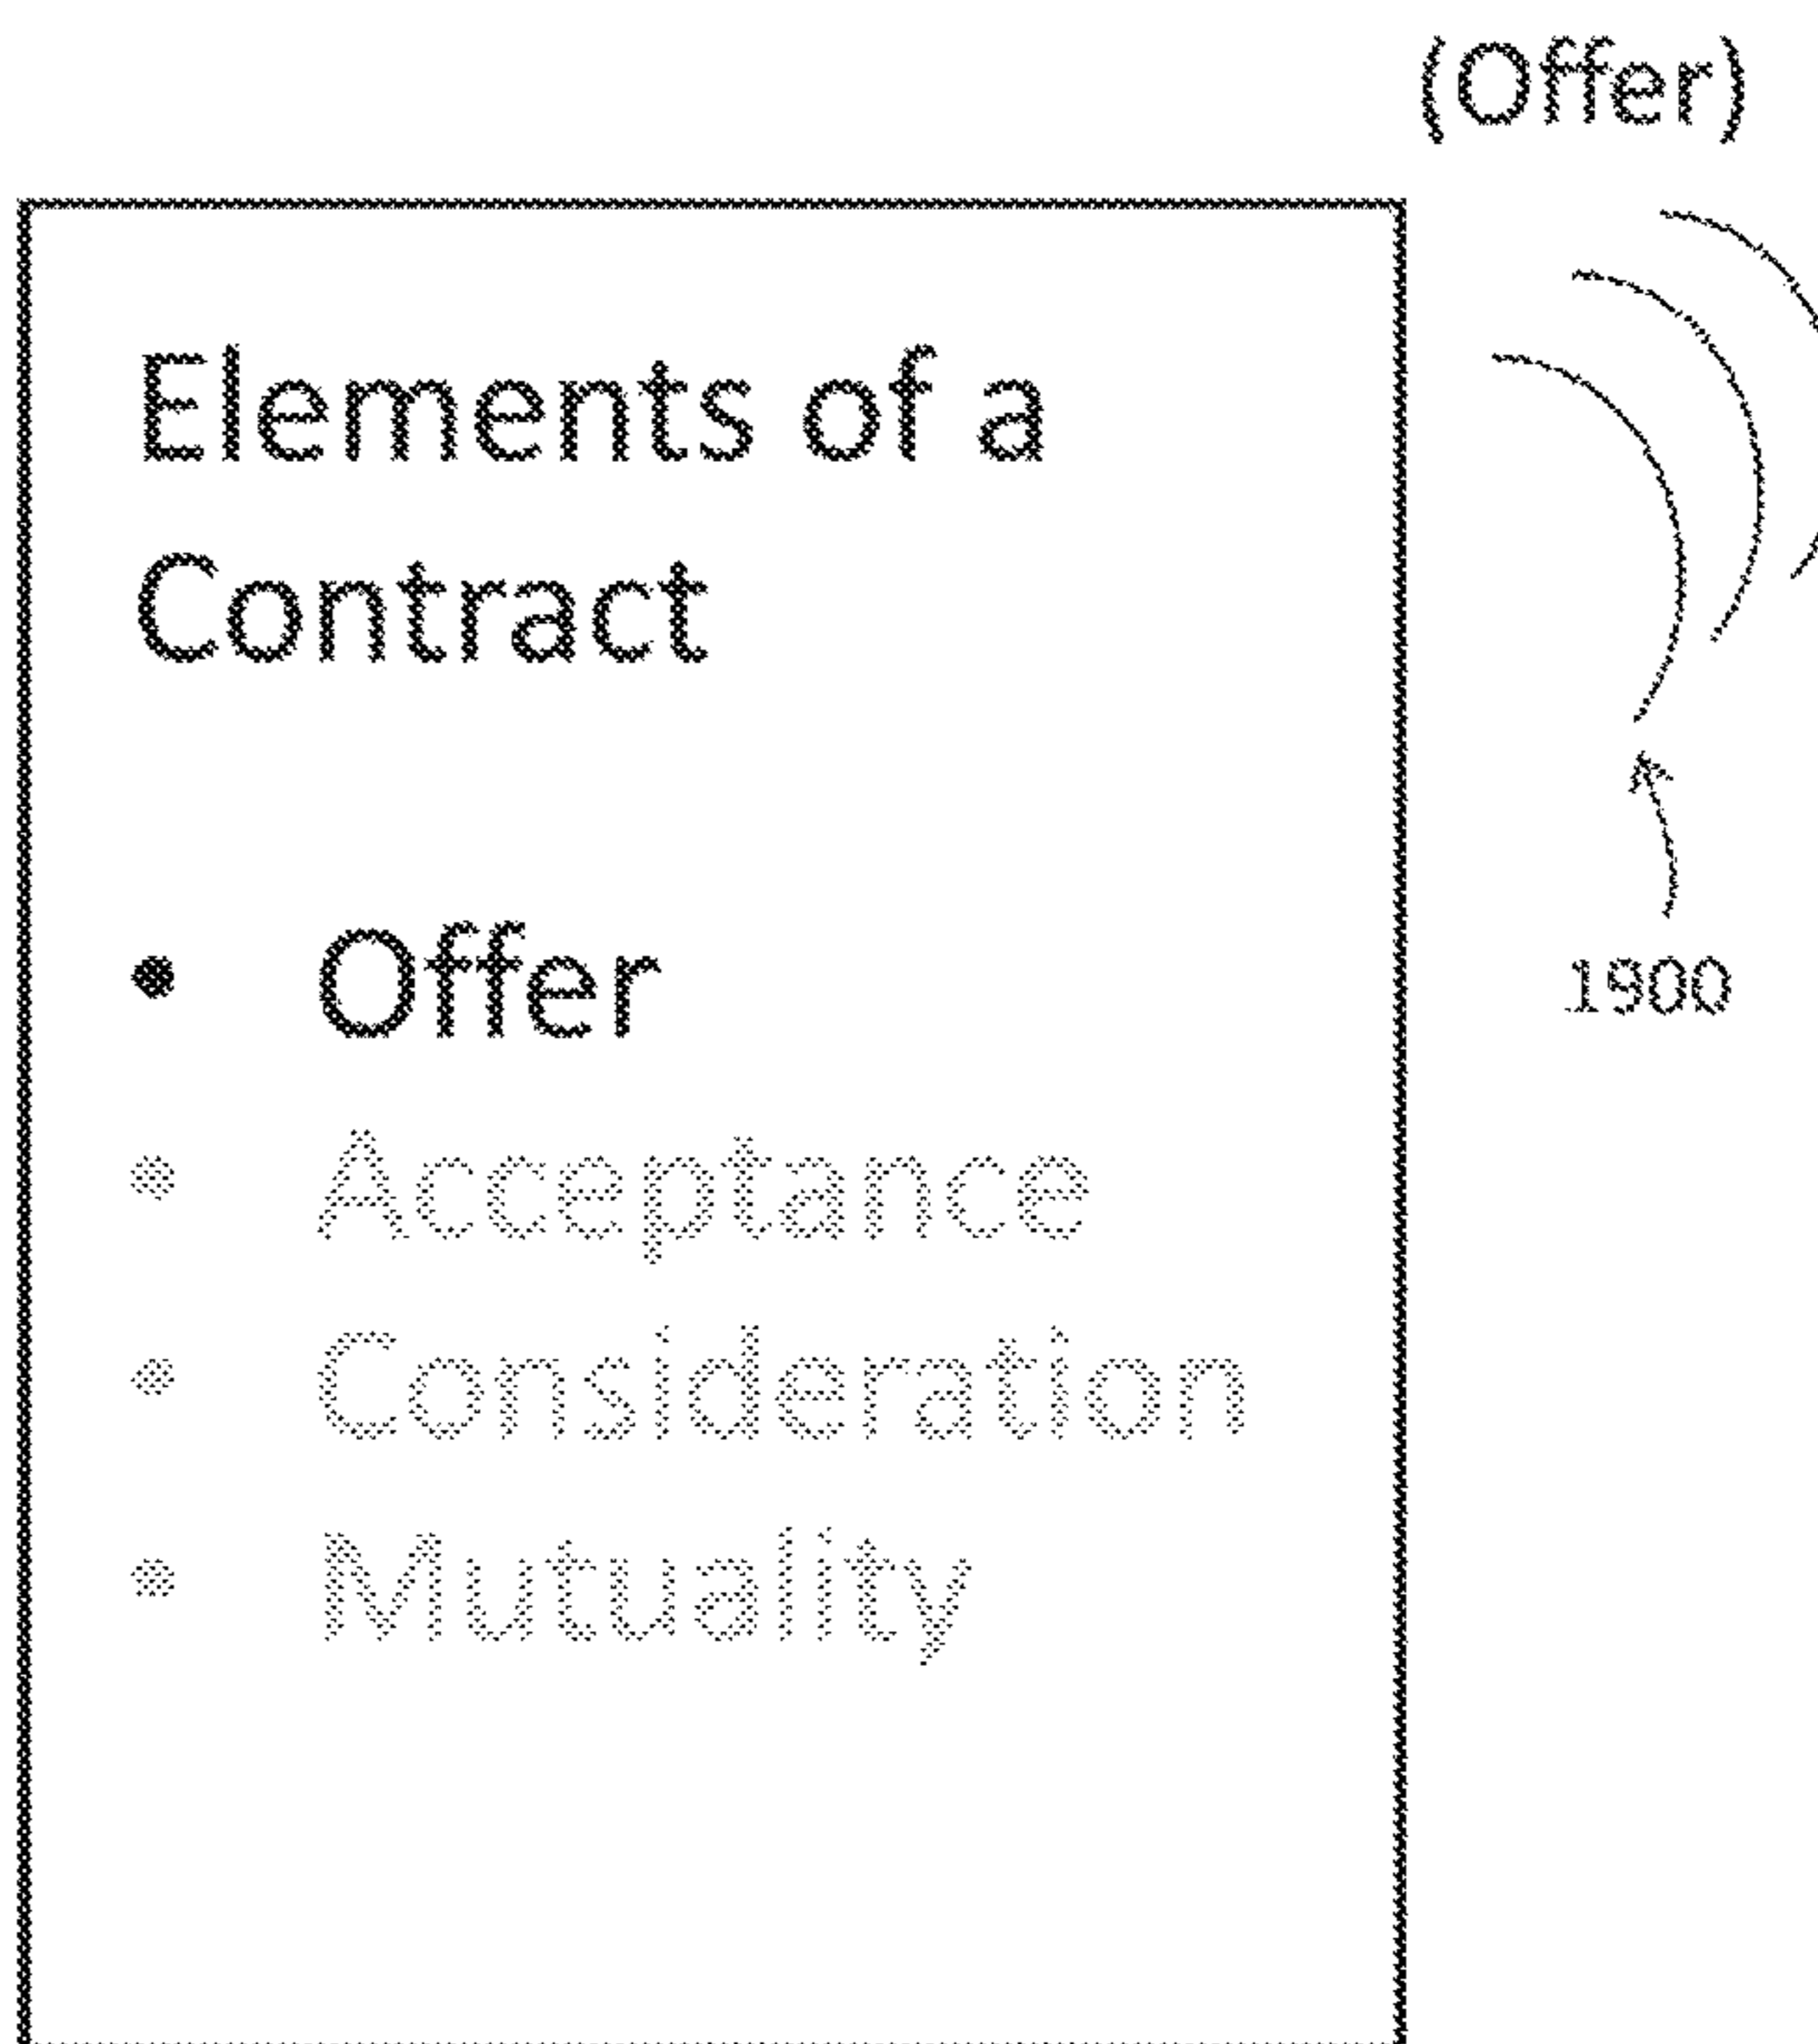 (Offer)
Elements of a
Contract
• Offer
• Acceptance
• Consideration
• Mutuality
1900